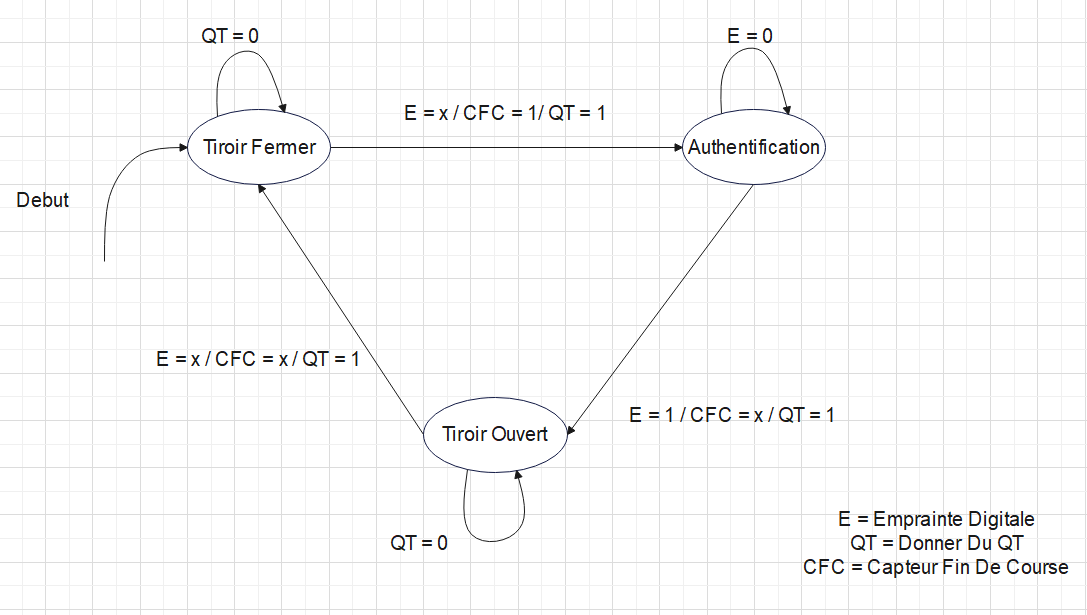 QT = 0
E = 0
E = x / CFC = 1/ QT = 1
Tiroir Fermer
Authentification
Debut
E = x / CFC = x / QT = 1
E = 1 / CFC = x / QT = 1
Tiroir Ouvert
QT = 0
E = Emprainte Digitale
QT = Donner Du QT
CFC = Capteur Fin De Course